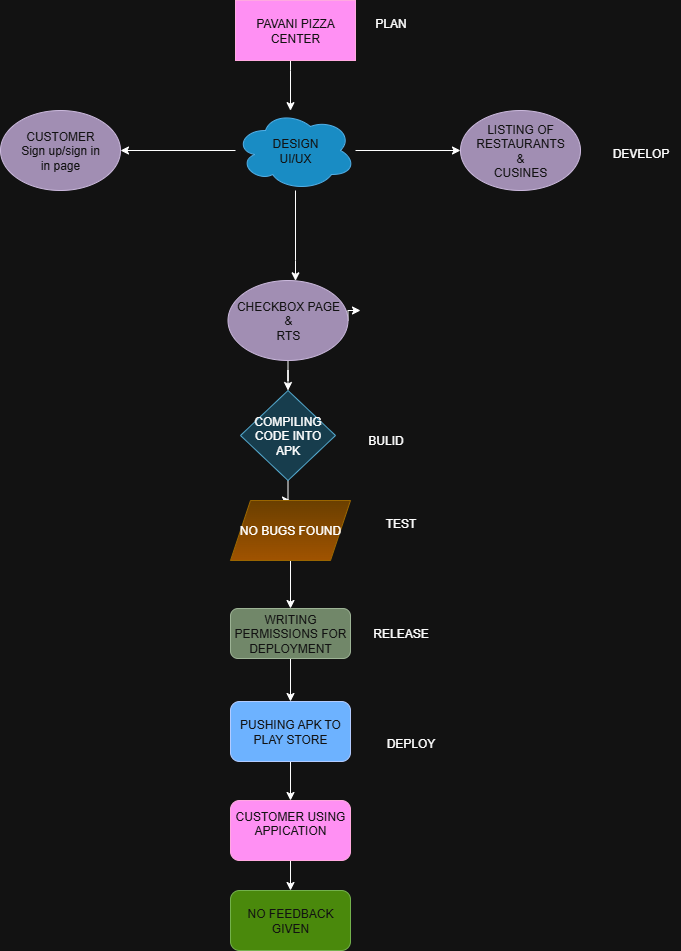 PAVANI PIZZA
CENTER
PLAN
CUSTOMER
Sign up/sign in
in page
DESIGN
UI/UX
LISTING OF
RESTAURANTS
&
CUSINES
DEVELOP
CHECKBOX PAGE
&
RTS
COMPILING
CODE INTO
APK
BULID
NO BUGS FOUND
TEST
WRITING
PERMISSIONS FOR
DEPLOYMENT
RELEASE
PUSHING APK TO
PLAY STORE
DEPLOY
CUSTOMER USING
APPICATION
NO FEEDBACK
GIVEN